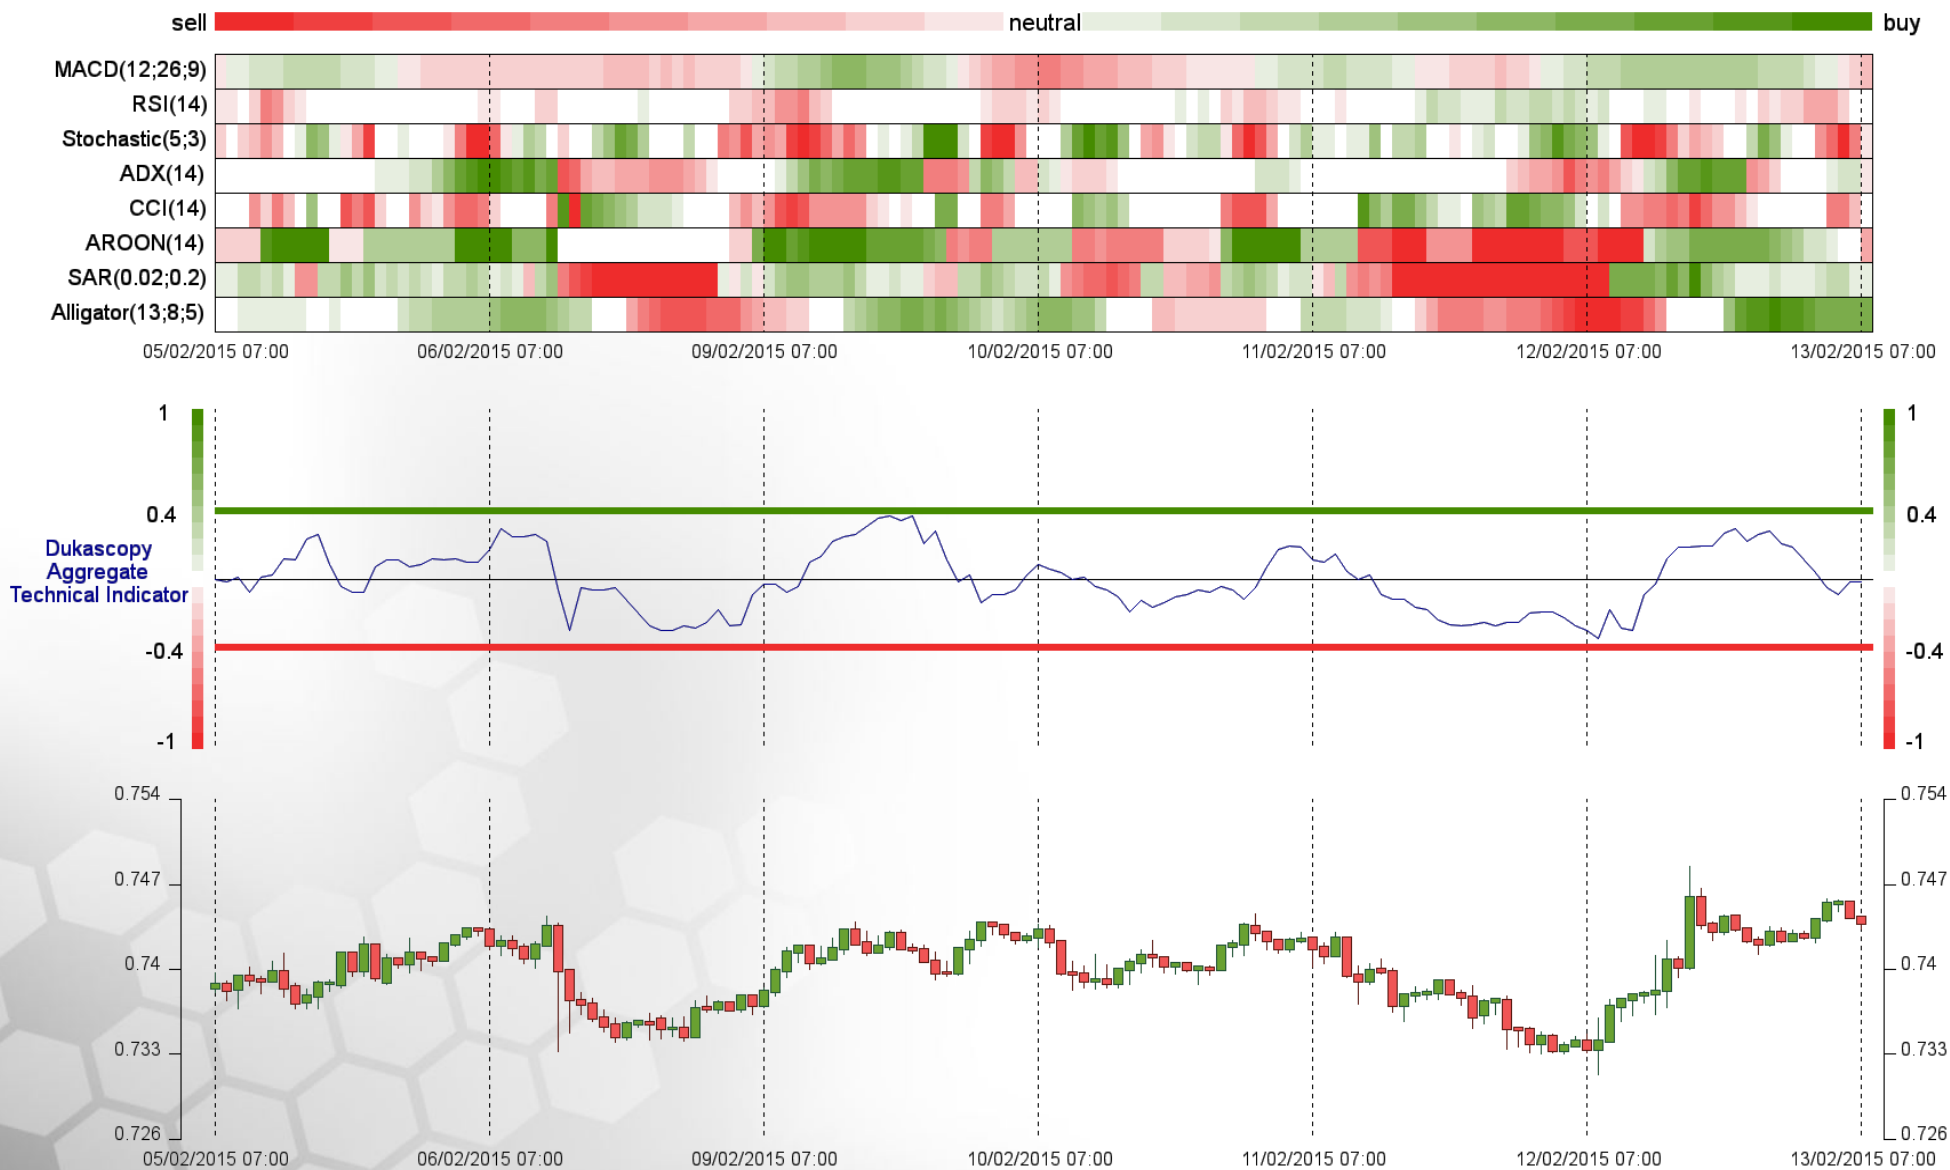 sell neutral buy
MACD(12;26;9)
RSI(14)
Stochastic(5;3)
ADX(14)
CCI(14)
AROON(14)
SAR(0.02;0.2)
Alligator(13;8;5)
05/02/2015 07:00 06/02/2015 07:00 09/02/2015 07:00 10/02/2015 07:00 11/02/2015 07:00 12/02/2015 07:00 13/02/2015 07:00
1 1
0.4 0.4
Dukascopy
Aggregate
Technical Indicator
-0.4 -0.4
-1 -1
0.754 0.754
0.747 0.747
0.74 0.74
0.733 0.733
0.726 0.726
05/02/2015 07:00 06/02/2015 07:00 09/02/2015 07:00 10/02/2015 07:00 11/02/2015 07:00 12/02/2015 07:00 13/02/2015 07:00